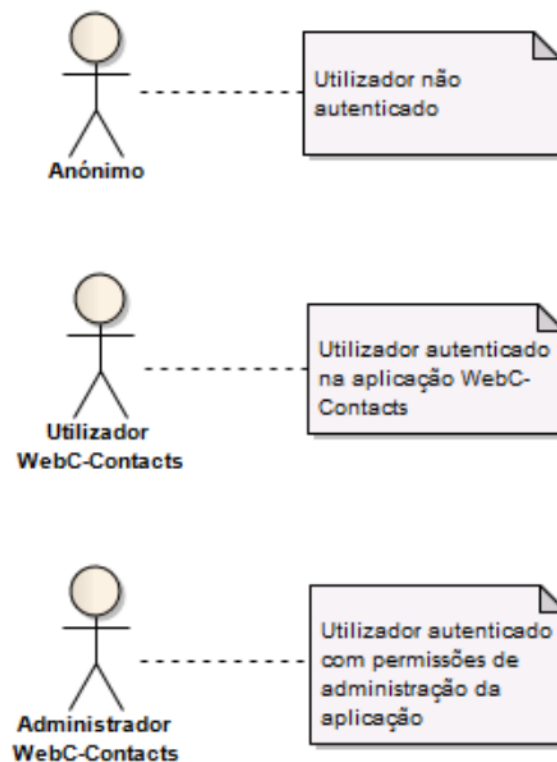 Utilizador não
autenticado
Anónimo
Utilizador autenticado
na aplicação WebC-
Contacts
Utilizador
WebC-Contacts
Utilizador autenticado
com permissões de
administração da
aplicação
Administrador
WebC-Contacts